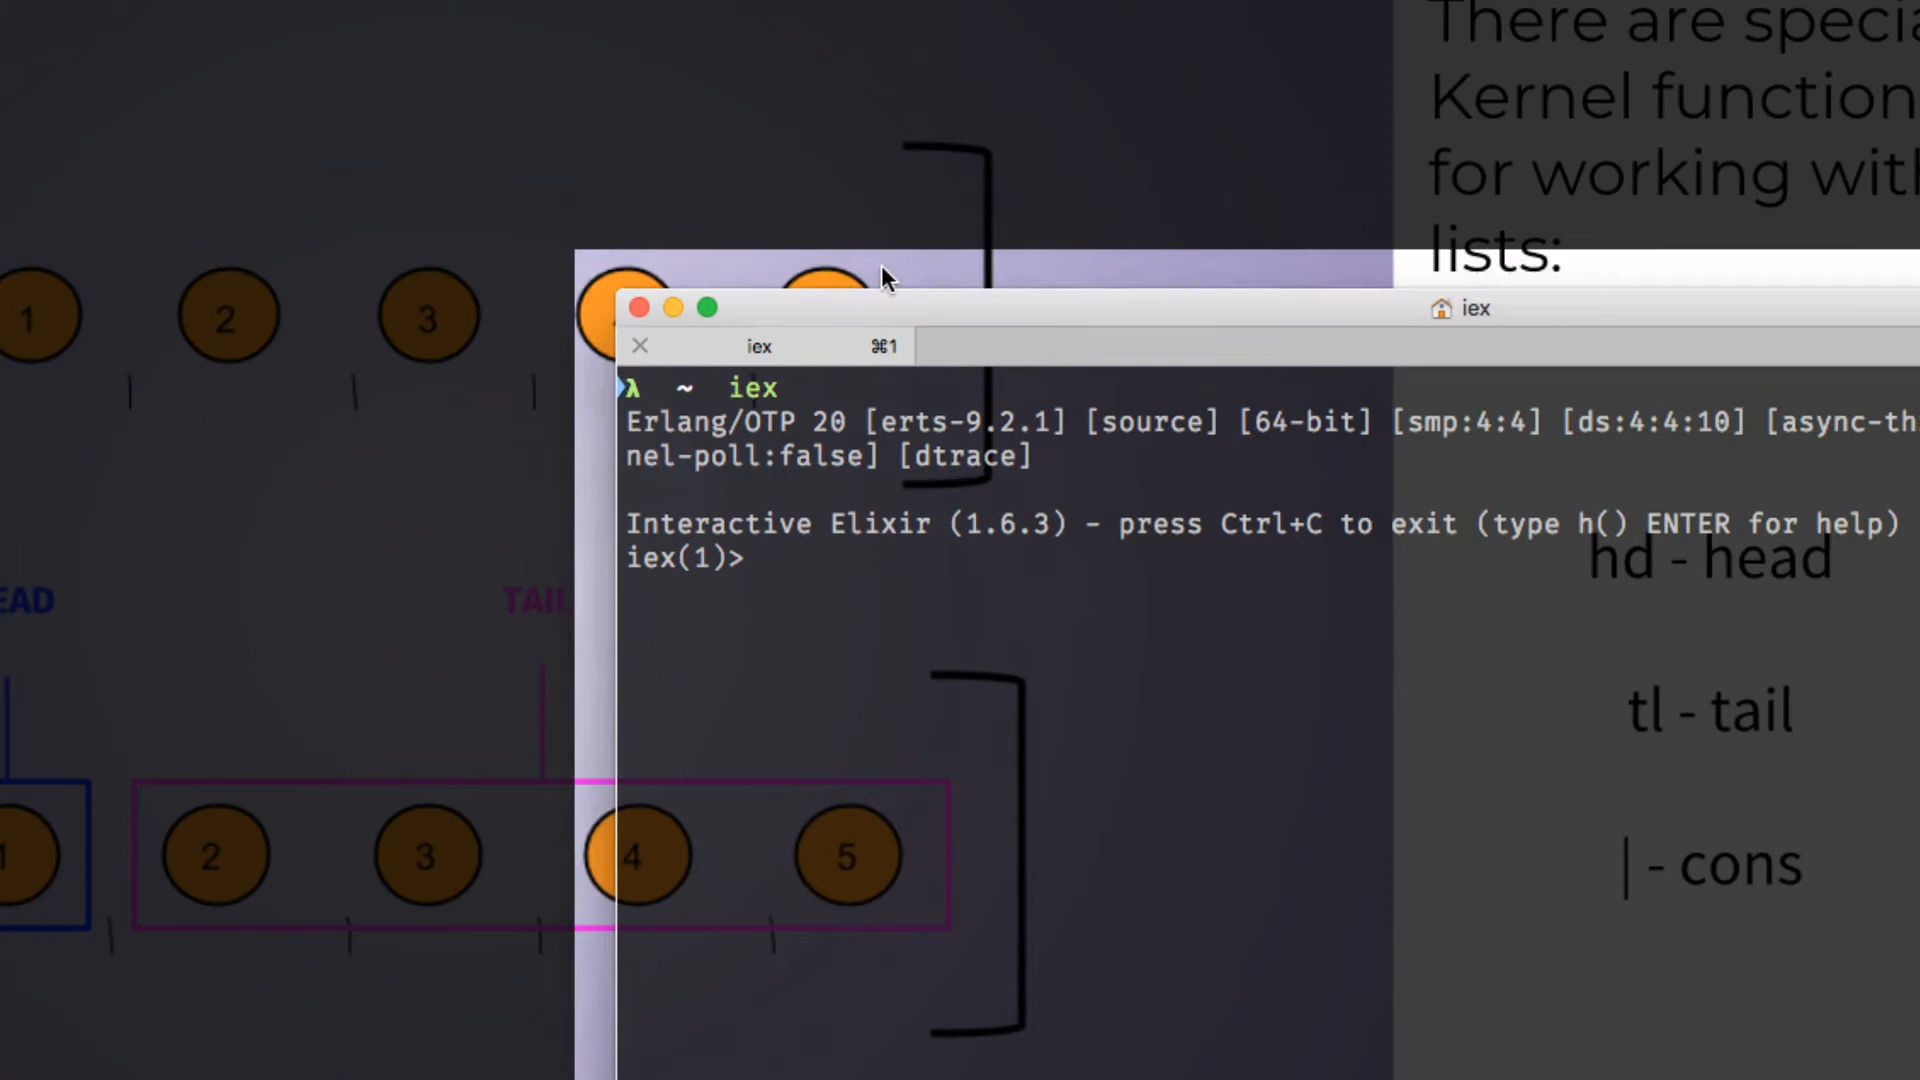 There are specia
Kernel function
for working with
lists:
1
2
3
iex
iex ⌘1
λ ~ iex
Erlang/OTP 20 [erts-9.2.1] [source] [64-bit] [smp:4:4] [ds:4:4:10] [async-th
nel-poll:false] [dtrace]
Interactive Elixir (1.6.3) - press Ctrl+C to exit (type h() ENTER for help)
iex(1)>
hd - head
EAD
TAIL
tl - tail
1
2
3
4
5
| - cons